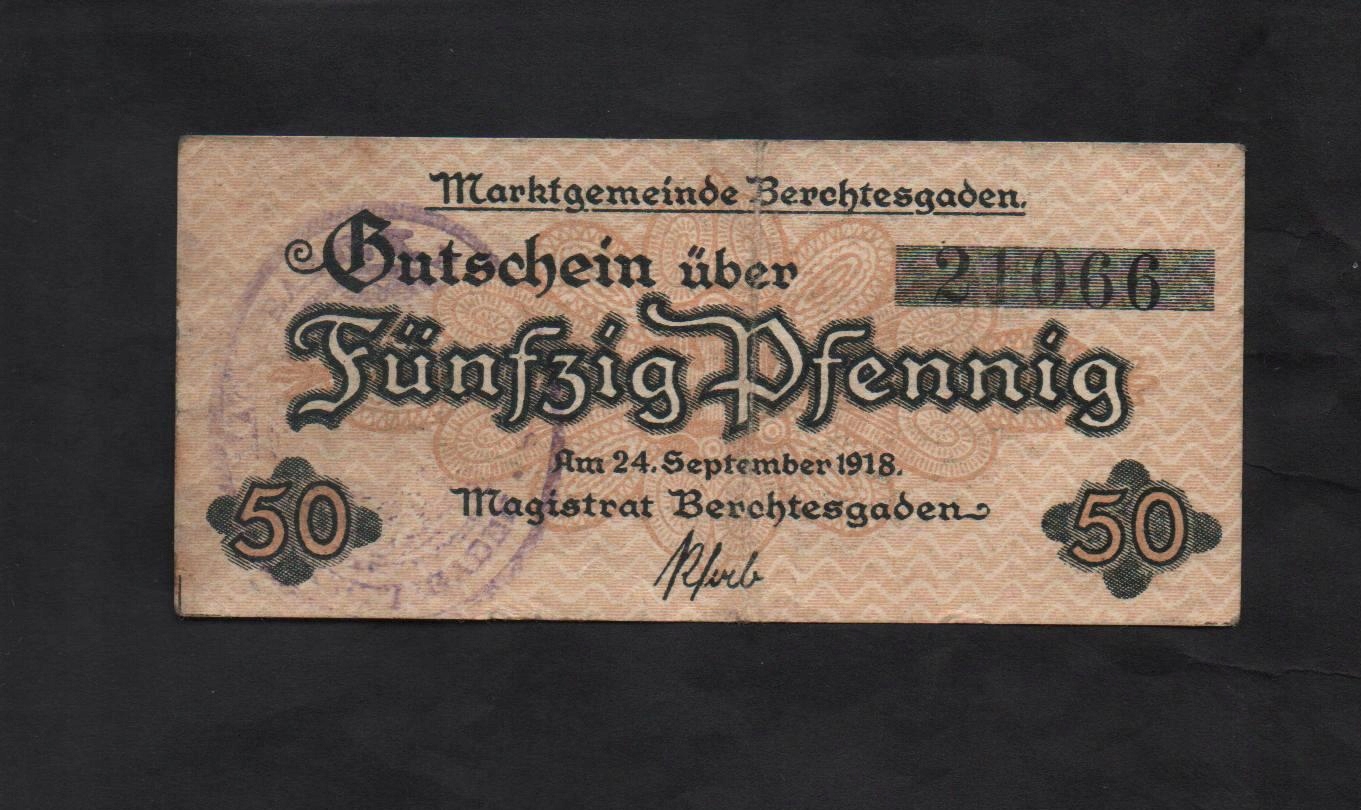 Marktgemeinde Berchtesgaden.
Gutschein über
21066
Fünfzig Pfennig
Am 24. September 1918.
Magistrat Berchtesgaden
50
50